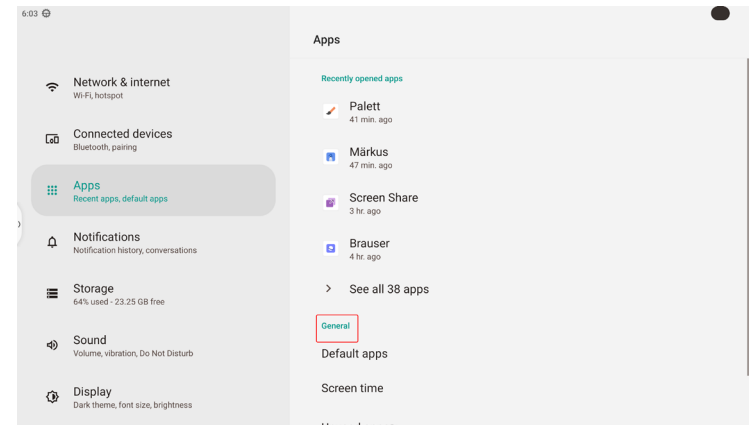 6:03
Apps
Network & internet
Wi-Fi, hotspot
Connected devices
Bluetooth, pairing
Apps
Recent apps, default apps
Notifications
Notification history, conversations
Storage
64% used - 23.25 GB free
Sound
Volume, vibration, Do Not Disturb
Display
Dark theme, font size, brightness
Recently opened apps
Palett
41 min. ago
Märkus
47 min. ago
Screen Share
3 hr. ago
Brauser
4 hr. ago
See all 38 apps
General
Default apps
Screen time